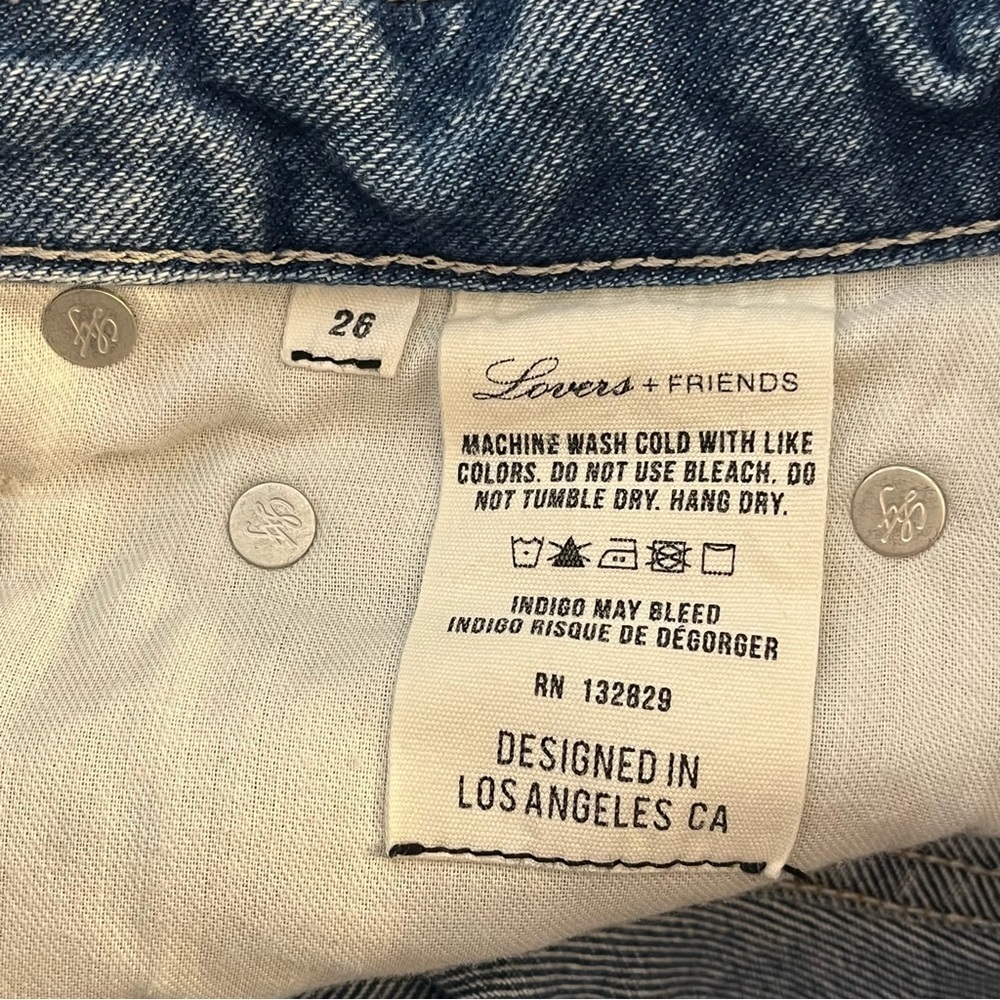 26
Lovers + FRIENDS
MACHINE WASH COLD WITH LIKE
COLORS. DO NOT USE BLEACH. DO
NOT TUMBLE DRY. HANG DRY.
INDIGO MAY BLEED
INDIGO RISQUE DE DÉGORGER
RN 132829
DESIGNED IN
LOS ANGELES CA